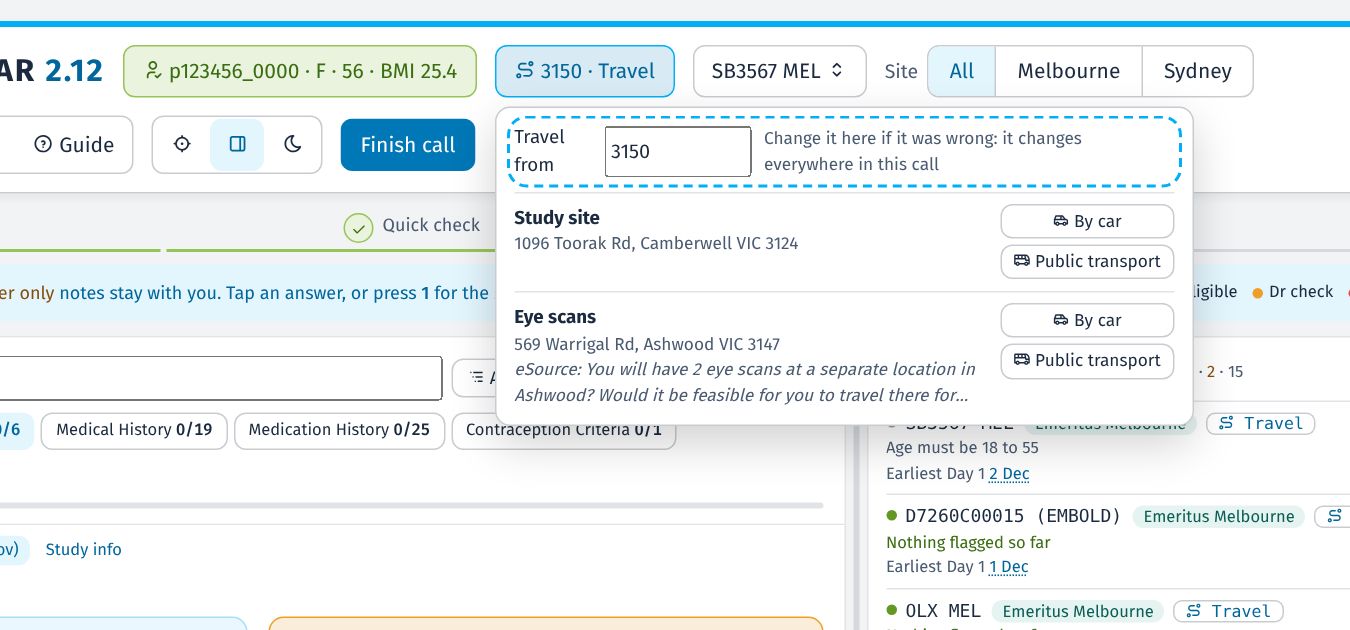 AR 2.12
p123456_0000 · F · 56 · BMI 25.4
3150 · Travel
SB3567 MEL
Site
All
Melbourne
Sydney
Guide
Finish call
Travel from
3150
Change it here if it was wrong: it changes
everywhere in this call
Quick check
Study site
1096 Toorak Rd, Camberwell VIC 3124
By car
Public transport
er only notes stay with you. Tap an answer, or press 1 for the
ligible
Dr check
Eye scans
569 Warrigal Rd, Ashwood VIC 3147
eSource: You will have 2 eye scans at a separate location in
Ashwood? Would it be feasible for you to travel there for...
By car
Public transport
A
· 2 · 15
0/6
Medical History 0/19
Medication History 0/25
Contraception Criteria 0/1
SB3567 MEL
Emeritus Melbourne
Travel
Age must be 18 to 55
Earliest Day 1 2 Dec
D7260C00015 (EMBOLD)
Emeritus Melbourne
Nothing flagged so far
Earliest Day 1 1 Dec
ov)
Study info
OLX MEL
Emeritus Melbourne
Travel